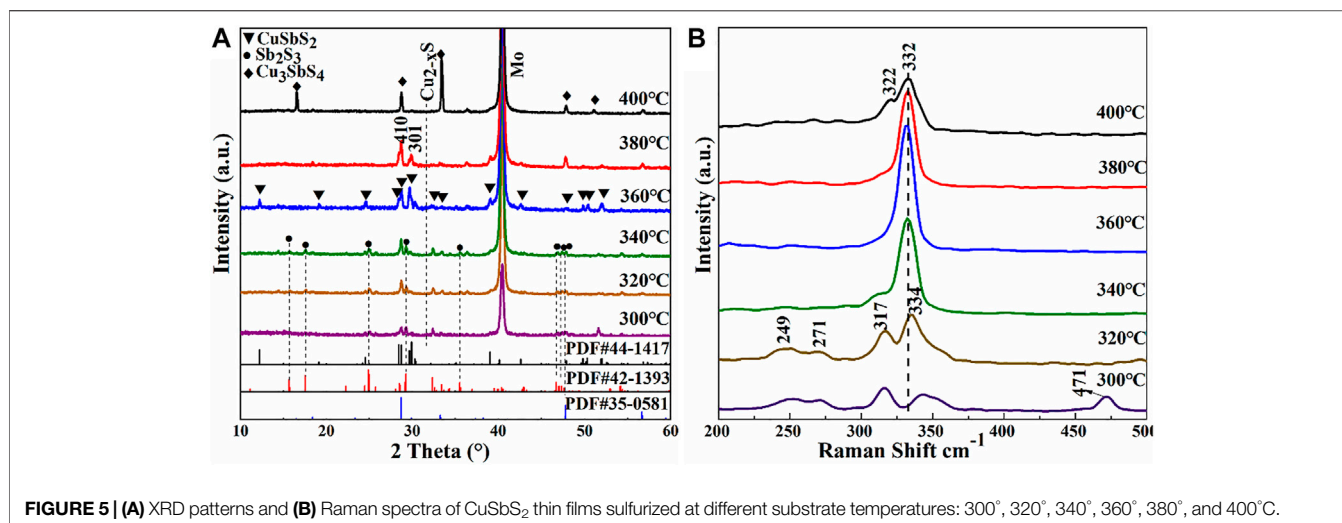 A
▼ CuSbS2
● Sb2S3
◆ Cu3SbS4
Cu2-xS
Mo
400°C
410
301
380°C
360°C
340°C
320°C
300°C
PDF#44-1417
PDF#42-1393
PDF#35-0581
Intensity (a.u.)
10 20 30 40 50 60
2 Theta (°)
B
332
322
400°C
380°C
360°C
340°C
334
317
249
271
320°C
471
300°C
Intensity (a.u.)
200 250 300 350 400 450 500
Raman Shift cm-1
FIGURE 5 | (A) XRD patterns and (B) Raman spectra of CuSbS2 thin films sulfurized at different substrate temperatures: 300°, 320°, 340°, 360°, 380°, and 400°C.